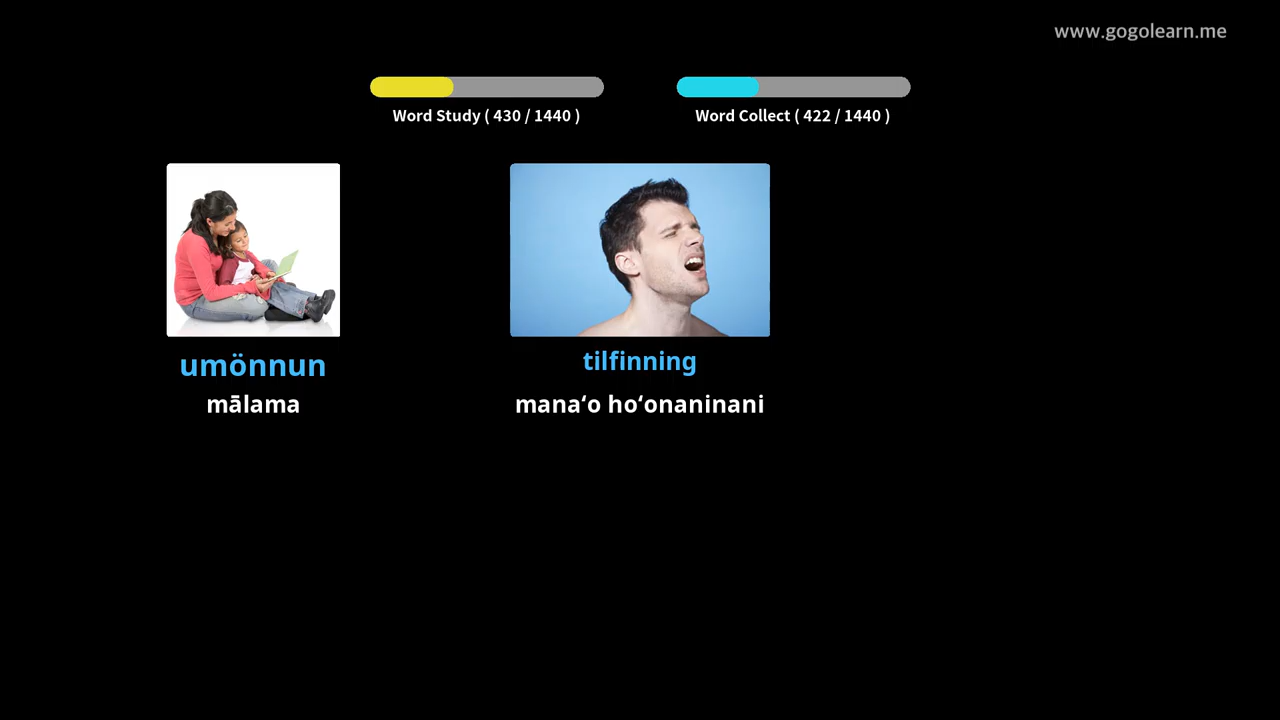 www.gogolearn.me
Word Study ( 430 / 1440 )
Word Collect ( 422 / 1440 )
umönnun
mālama
tilfinning
manaʻo hoʻonaninani